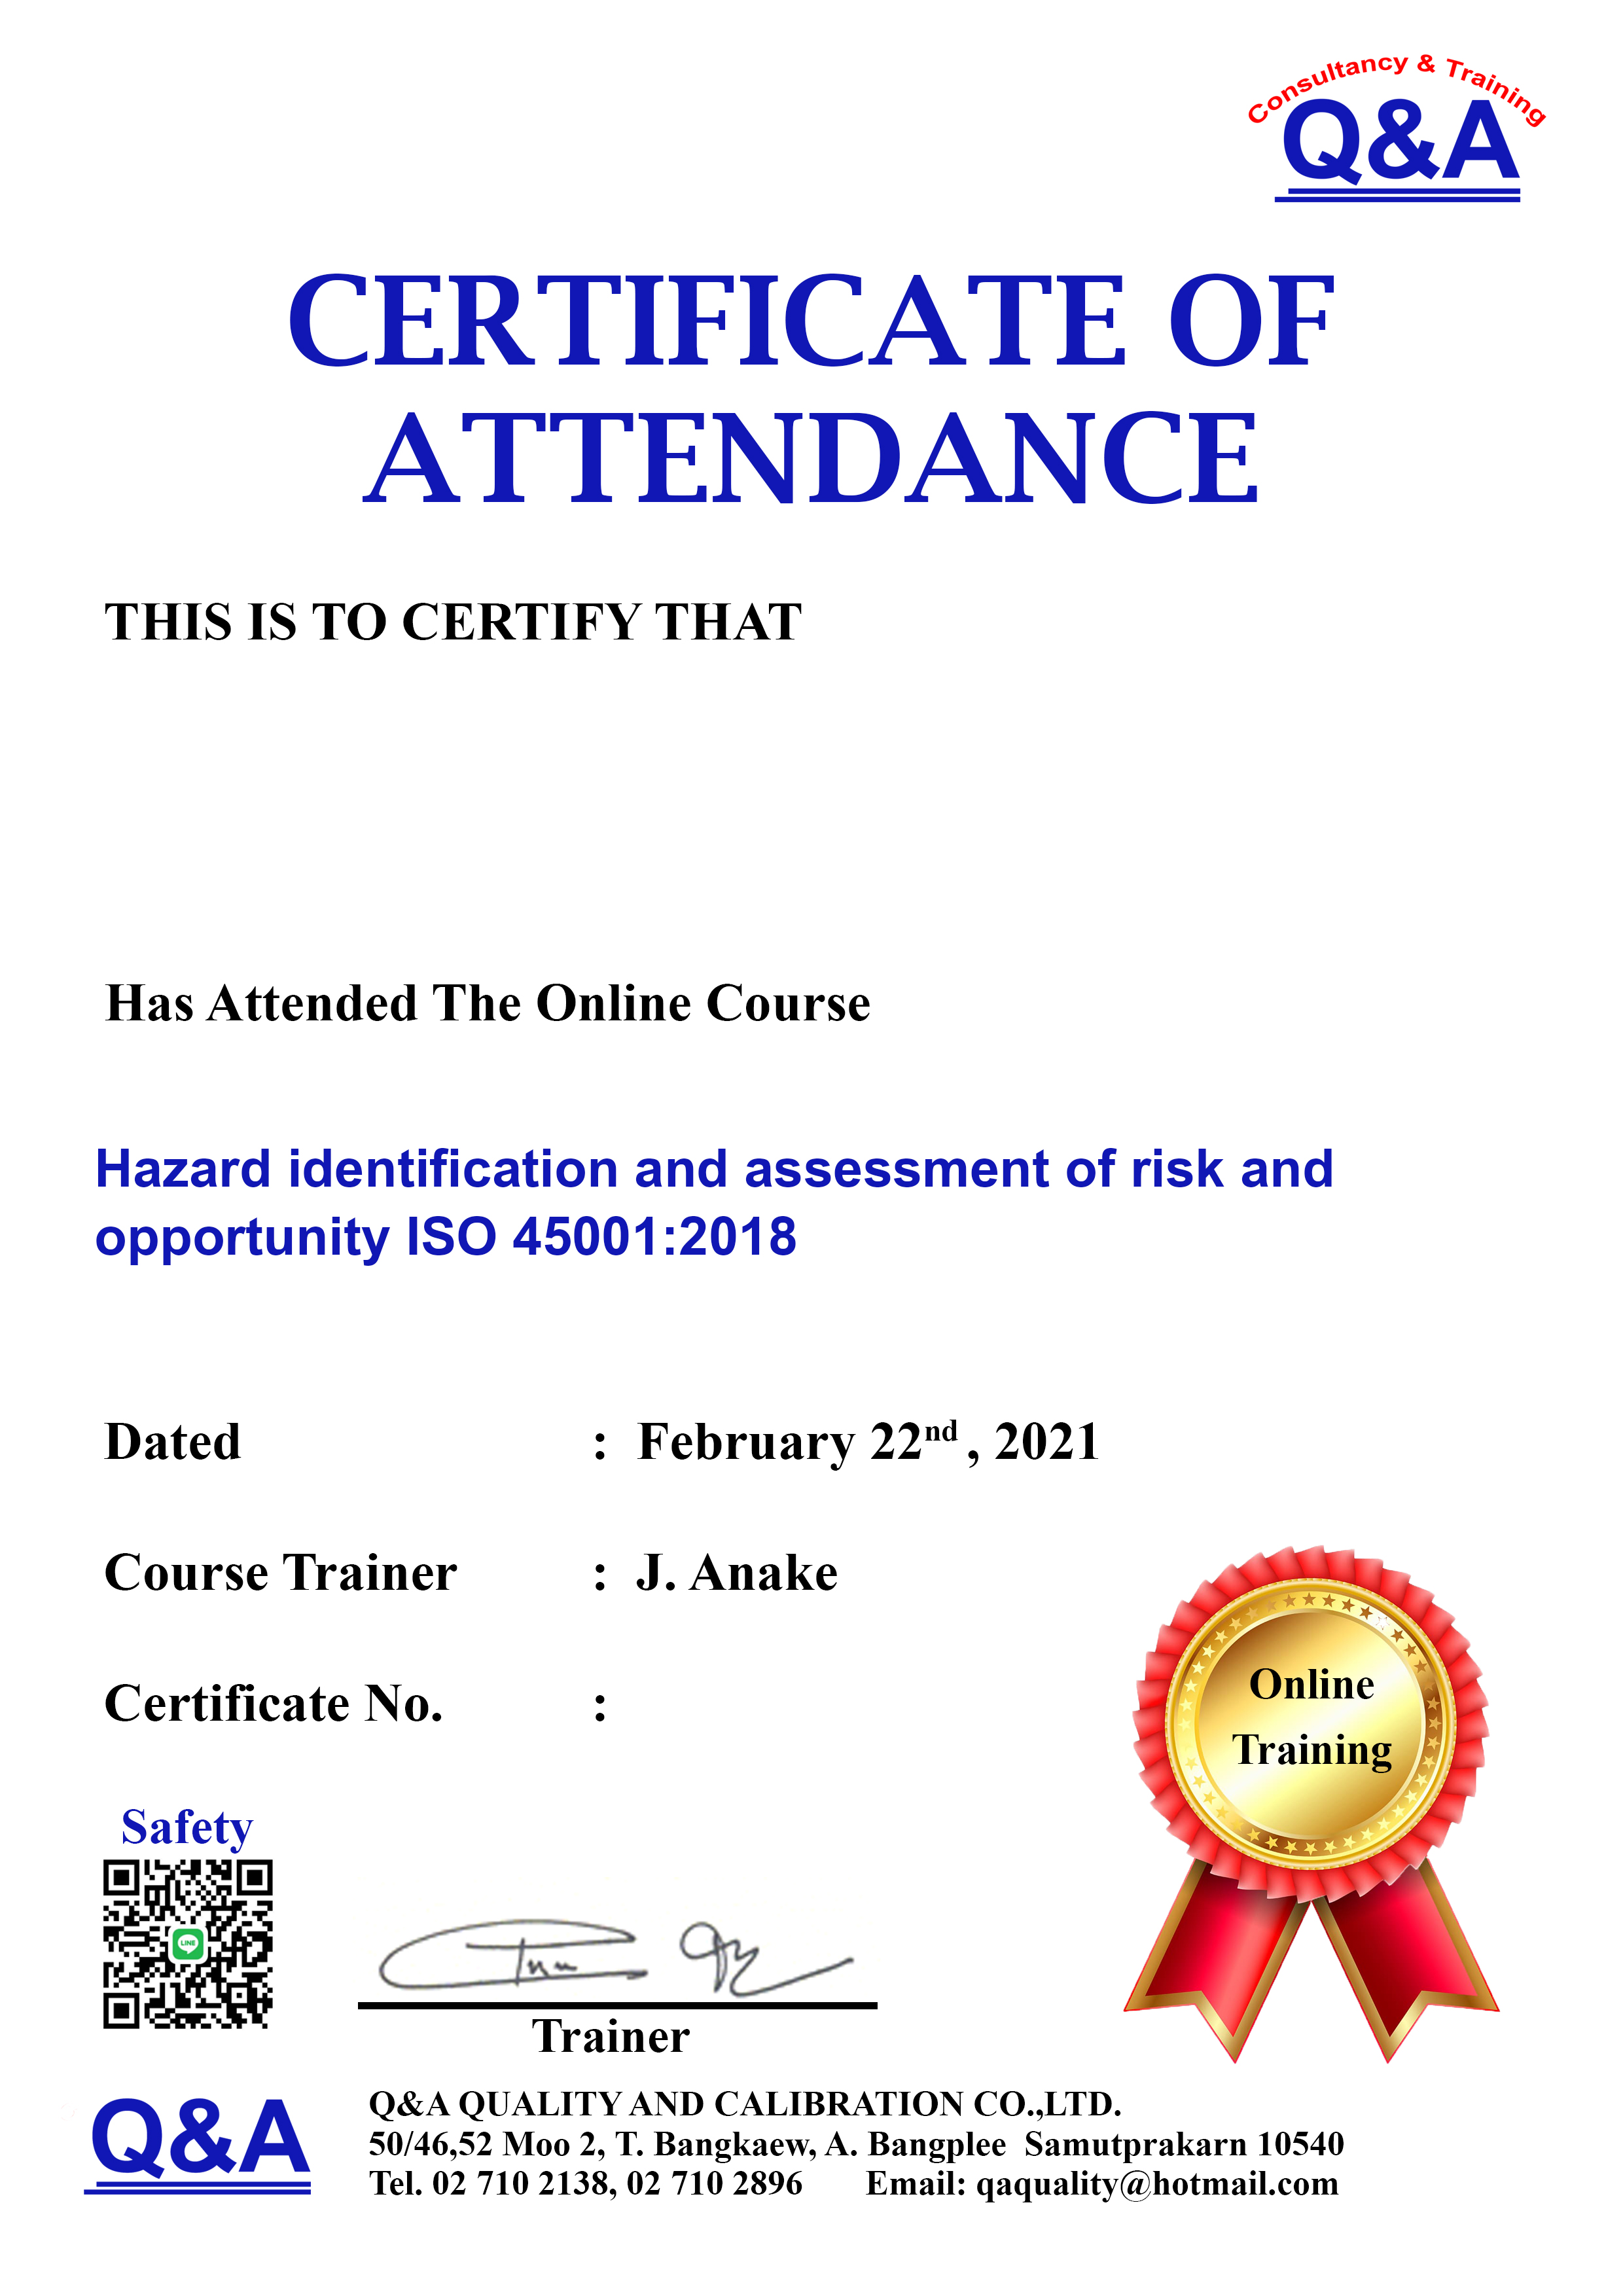 Consultancy & Training
Q&A
CERTIFICATE OF
ATTENDANCE
THIS IS TO CERTIFY THAT
Has Attended The Online Course
Hazard identification and assessment of risk and
opportunity ISO 45001:2018
Dated : February 22nd , 2021
Course Trainer : J. Anake
Certificate No. :
Online
Training
Safety
LINE
Trainer
Q&A
Q&A QUALITY AND CALIBRATION CO.,LTD.
50/46,52 Moo 2, T. Bangkaew, A. Bangplee Samutprakarn 10540
Tel. 02 710 2138, 02 710 2896 Email: qaquality@hotmail.com